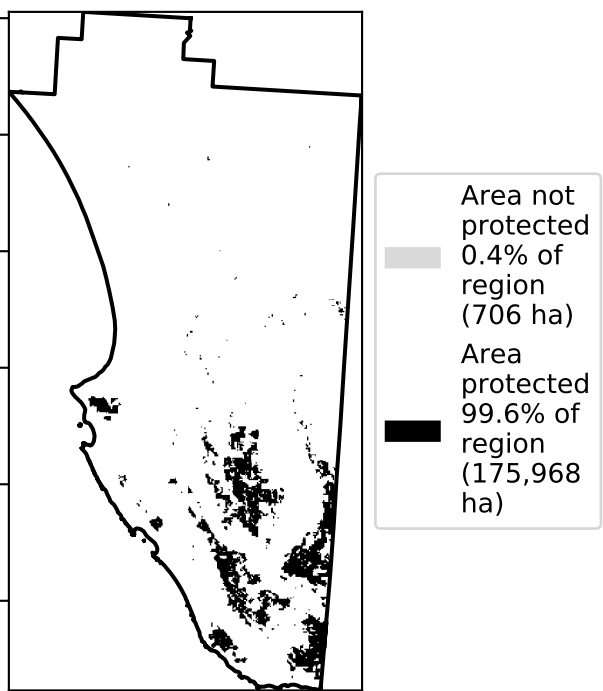 Area not
protected
0.4% of
region
(706 ha)
Area
protected
99.6% of
region
(175,968
ha)